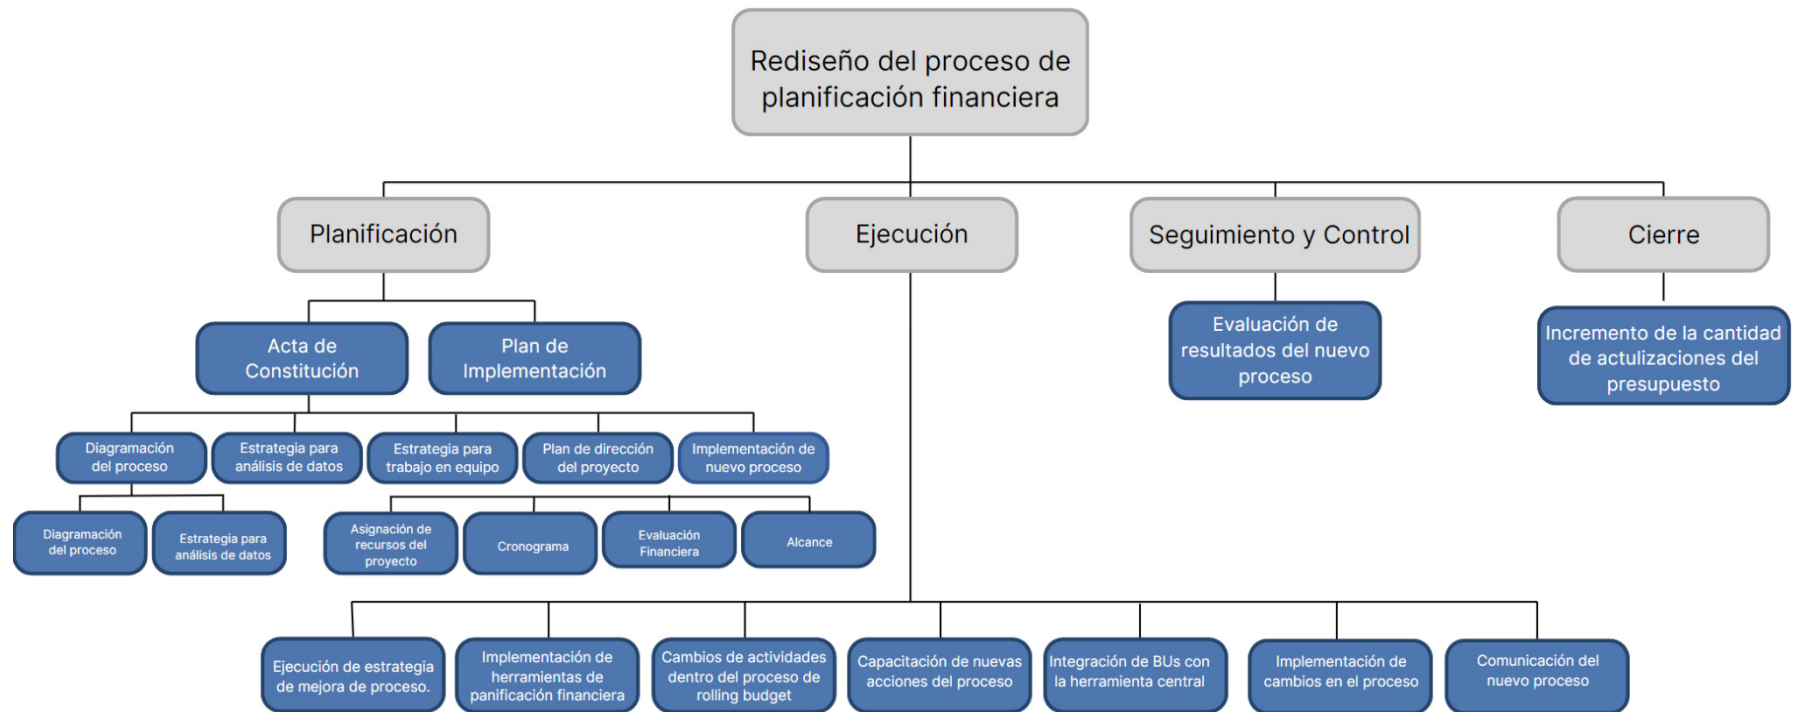 Rediseño del proceso de
planificación financiera
Planificación
Ejecución
Seguimiento y Control
Cierre
Acta de
Constitución
Plan de
Implementación
Evaluación de
resultados del nuevo
proceso
Incremento de la cantidad
de actulizaciones del
presupuesto
Diagramación
del proceso
Estrategia para
análisis de datos
Estrategia para
trabajo en equipo
Plan de dirección
del proyecto
Implementación de
nuevo proceso
Diagramación
del proceso
Estrategia para
análisis de datos
Asignación de
recursos del
proyecto
Cronograma
Evaluación
Financiera
Alcance
Ejecución de estrategia
de mejora de proceso.
Implementación de
herramientas de
panificación financiera
Cambios de actividades
dentro del proceso de
rolling budget
Capacitación de nuevas
acciones del proceso
Integración de BUs con
la herramienta central
Implementación de
cambios en el proceso
Comunicación del
nuevo proceso